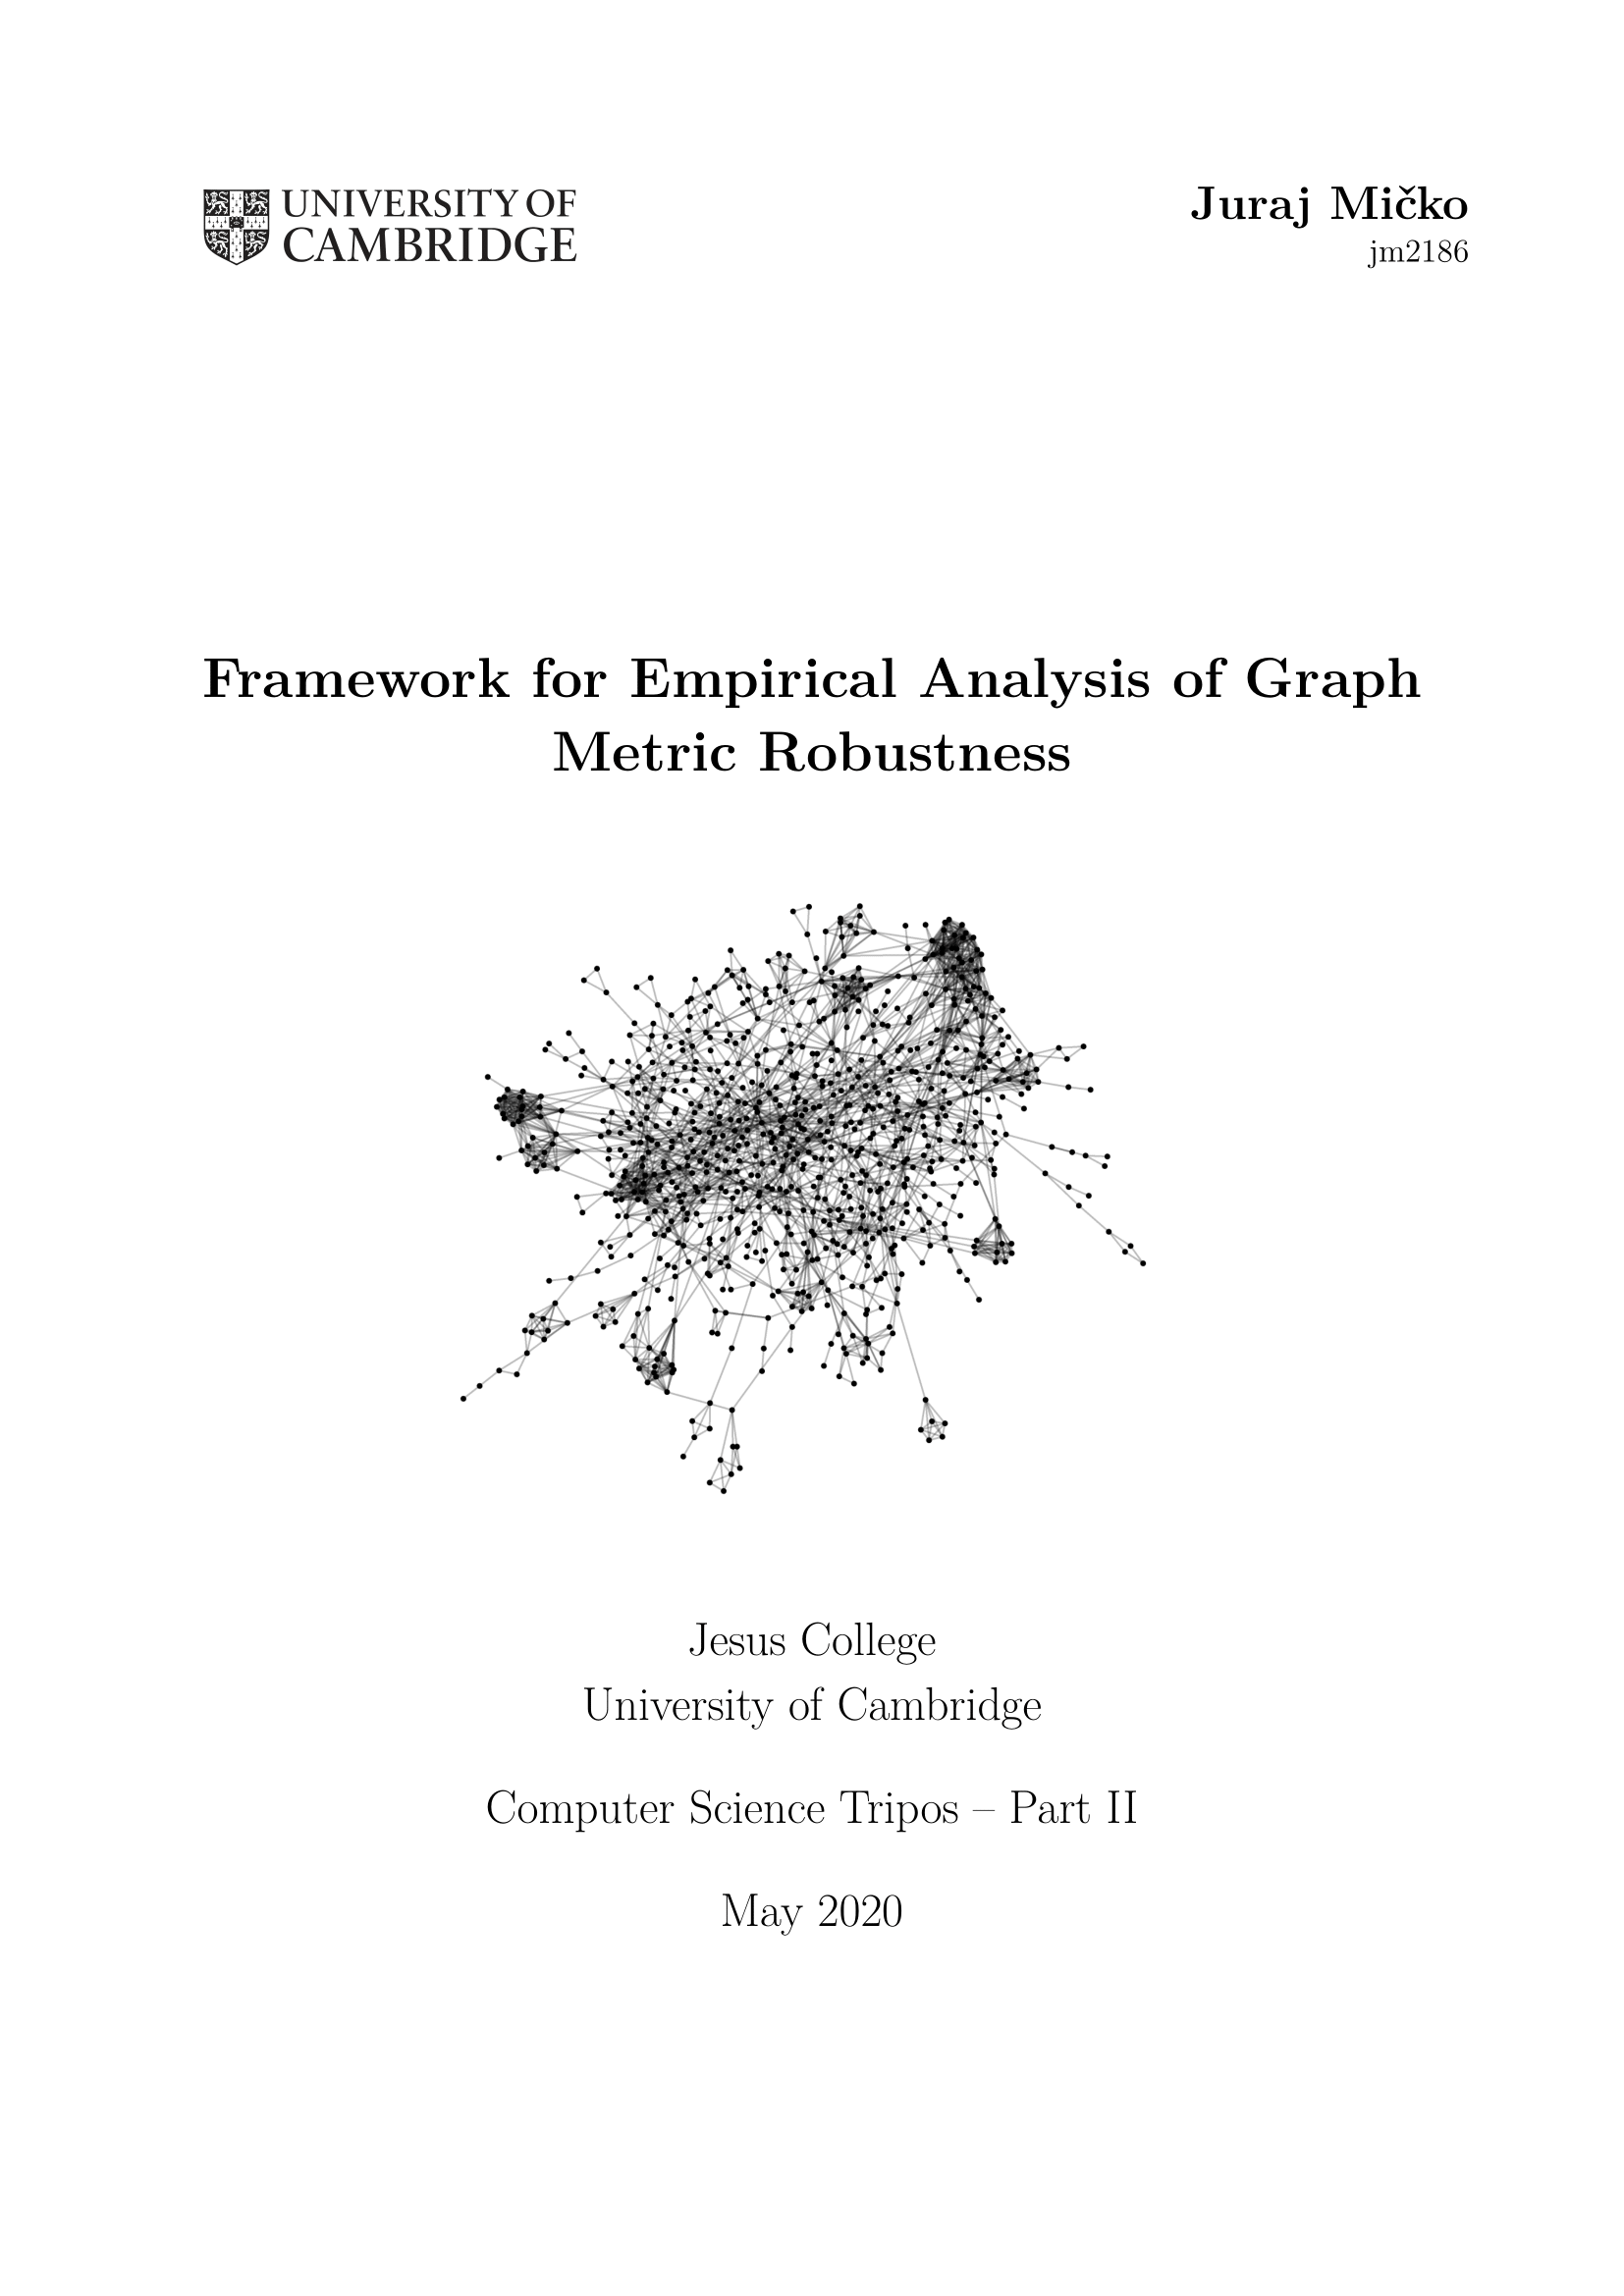 UNIVERSITY OF
CAMBRIDGE
Juraj Mičko
jm2186
Framework for Empirical Analysis of Graph
Metric Robustness
Jesus College
University of Cambridge
Computer Science Tripos – Part II
May 2020